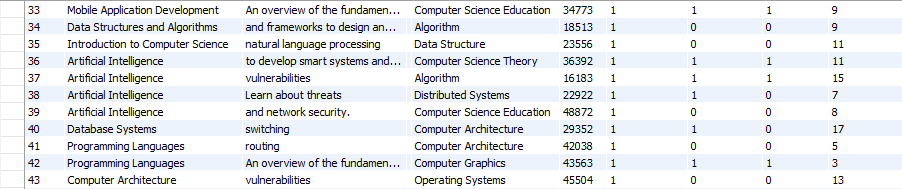 33 Mobile Application Development An overview of the fundamen... Computer Science Education 34773 1 1 1 9
34 Data Structures and Algorithms and frameworks to design an... Algorithm 18513 1 0 0 9
35 Introduction to Computer Science natural language processing Data Structure 23556 1 0 0 11
36 Artificial Intelligence to develop smart systems and... Computer Science Theory 36392 1 1 1 11
37 Artificial Intelligence vulnerabilities Algorithm 16183 1 1 1 15
38 Artificial Intelligence Learn about threats Distributed Systems 22922 1 1 0 7
39 Artificial Intelligence and network security. Computer Science Education 48872 1 0 0 8
40 Database Systems switching Computer Architecture 29352 1 1 0 17
41 Programming Languages routing Computer Architecture 42038 1 0 0 5
42 Programming Languages An overview of the fundamen... Computer Graphics 43563 1 1 1 3
43 Computer Architecture vulnerabilities Operating Systems 45504 1 0 0 13